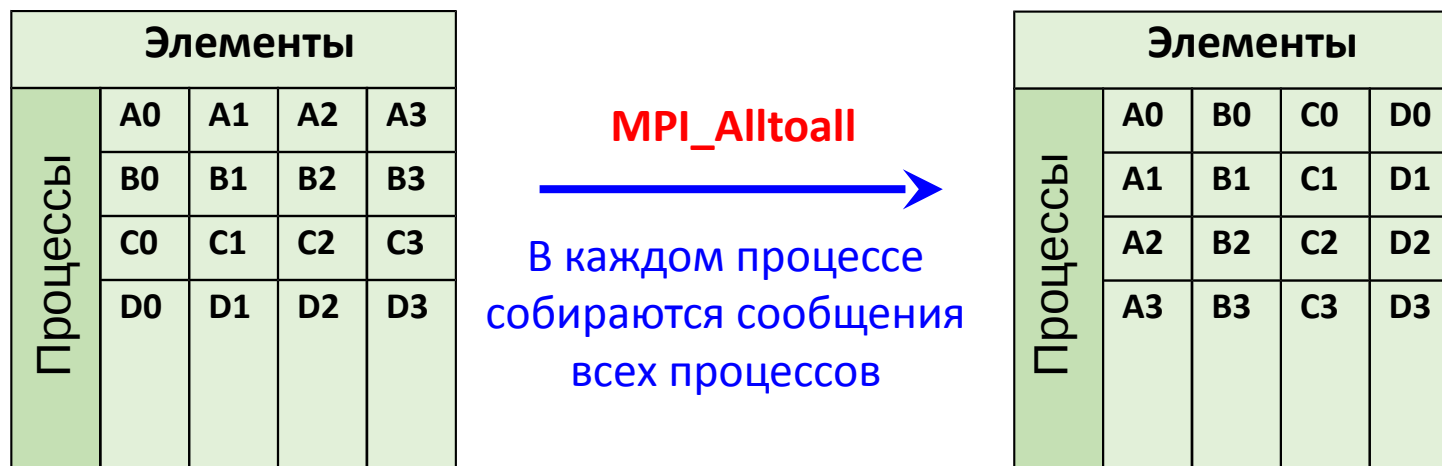 Элементы
Процессы
A0 A1 A2 A3
B0 B1 B2 B3
C0 C1 C2 C3
D0 D1 D2 D3
MPI_Alltoall
В каждом процессе
собираются сообщения
всех процессов
Элементы
Процессы
A0 B0 C0 D0
A1 B1 C1 D1
A2 B2 C2 D2
A3 B3 C3 D3